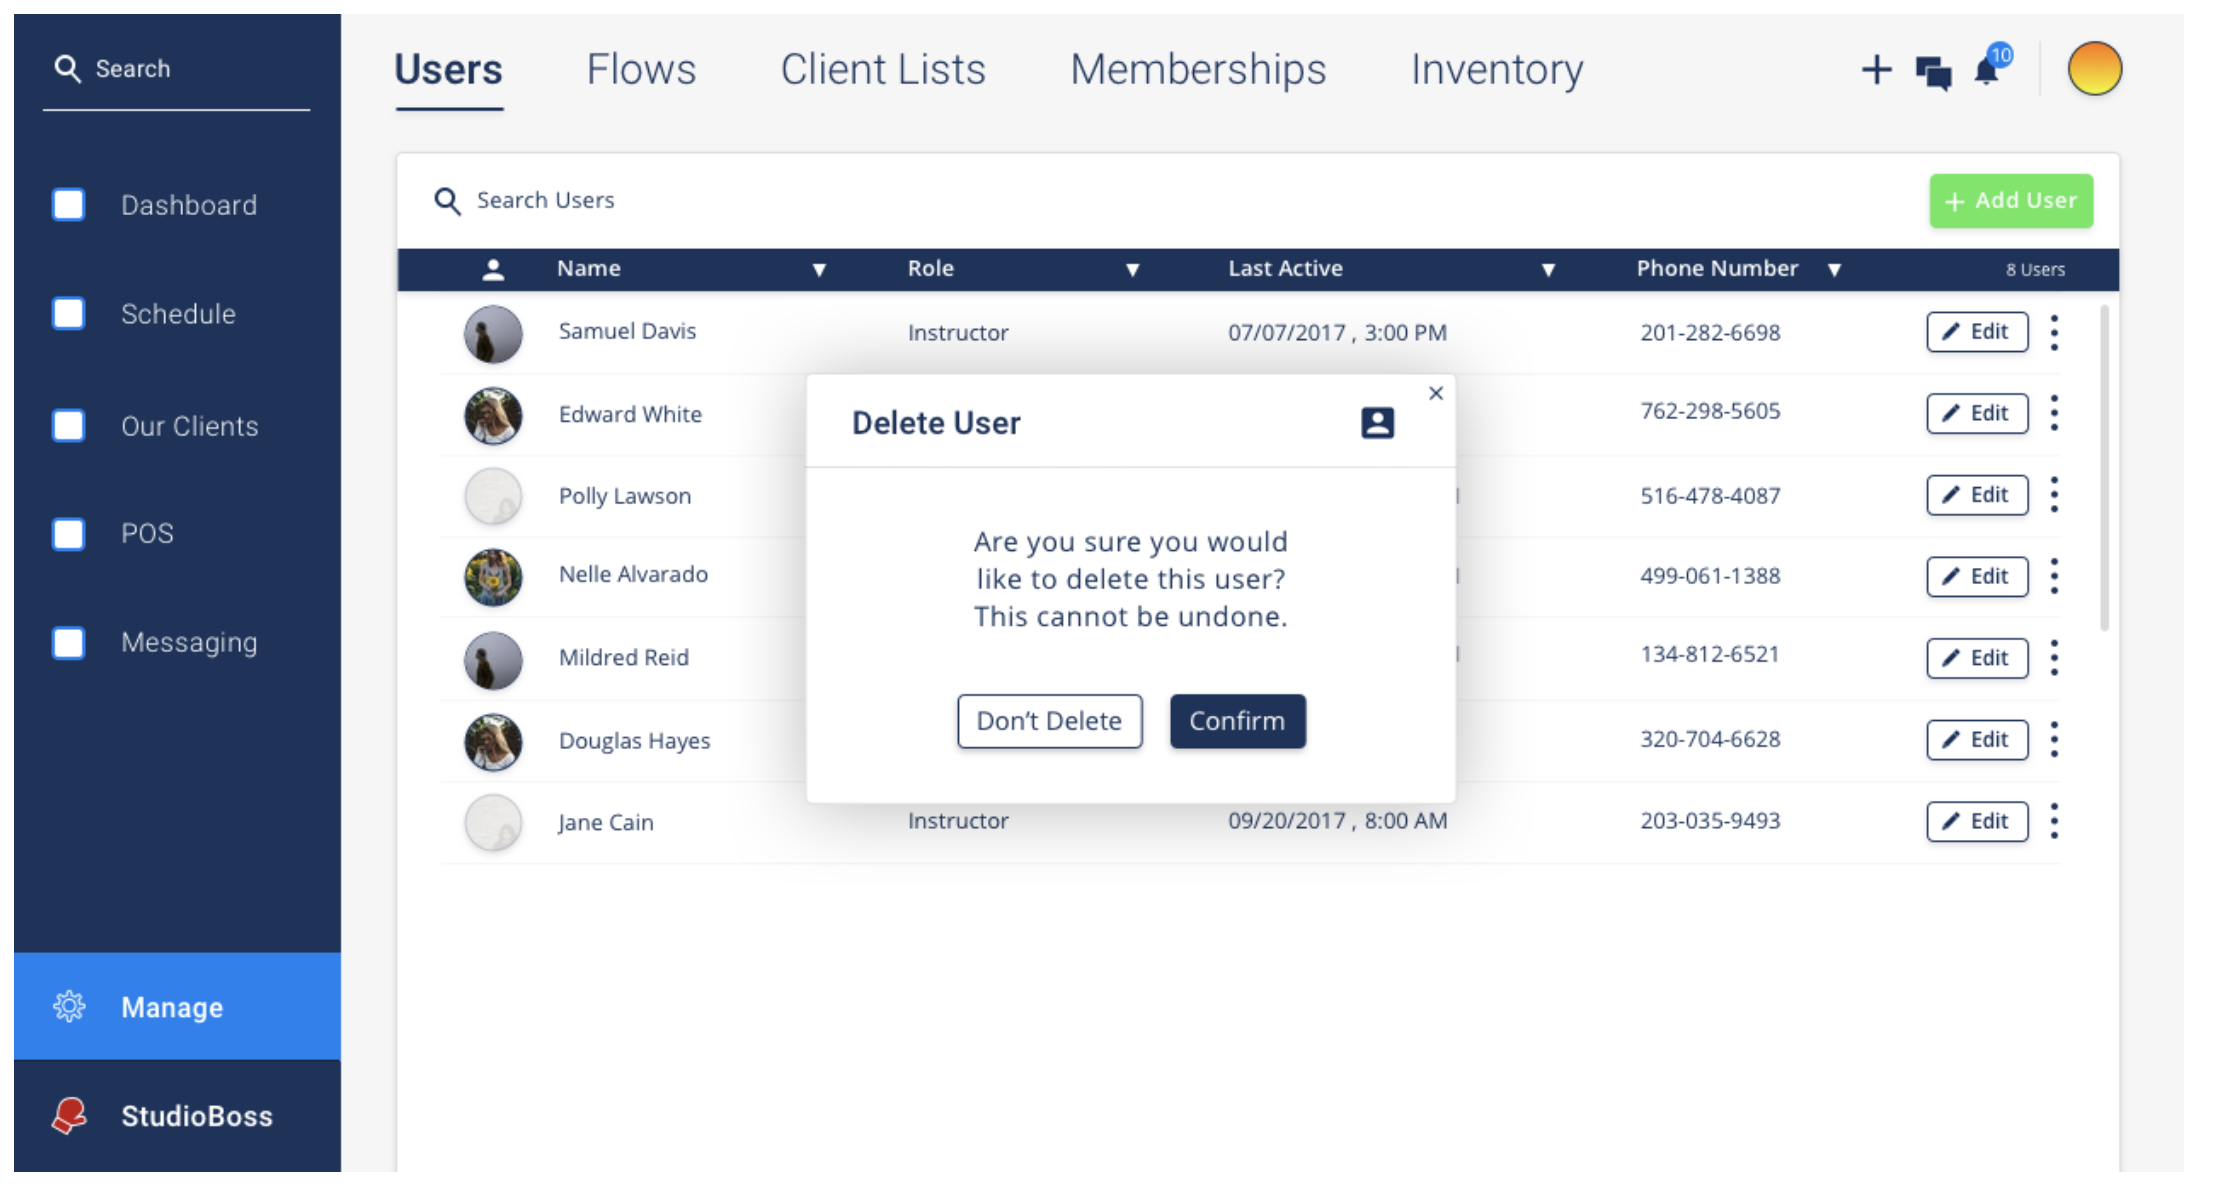 Search
Users Flows Client Lists Memberships Inventory
10
Dashboard
Schedule
Our Clients
POS
Messaging
Manage
StudioBoss
Search Users
+ Add User
Name ▼ Role ▼ Last Active ▼ Phone Number ▼ 8 Users
Samuel Davis Instructor 07/07/2017 , 3:00 PM 201-282-6698 Edit
Edward White 762-298-5605 Edit
Polly Lawson 516-478-4087 Edit
Nelle Alvarado 499-061-1388 Edit
Mildred Reid 134-812-6521 Edit
Douglas Hayes 320-704-6628 Edit
Jane Cain Instructor 09/20/2017 , 8:00 AM 203-035-9493 Edit
Delete User
×
Are you sure you would
like to delete this user?
This cannot be undone.
Don’t Delete Confirm